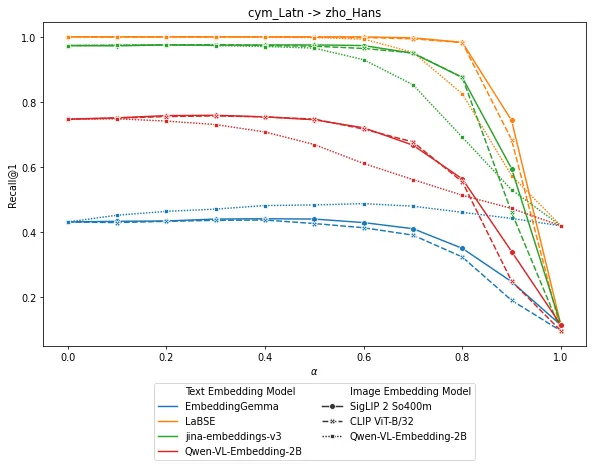 cym_Latn -> zho_Hans
Recall@1
1.0
0.8
0.6
0.4
0.2
0.0 0.2 0.4 0.6 0.8 1.0
α
Text Embedding Model Image Embedding Model
EmbeddingGemma SigLIP 2 So400m
LaBSE CLIP ViT-B/32
jina-embeddings-v3 Qwen-VL-Embedding-2B
Qwen-VL-Embedding-2B